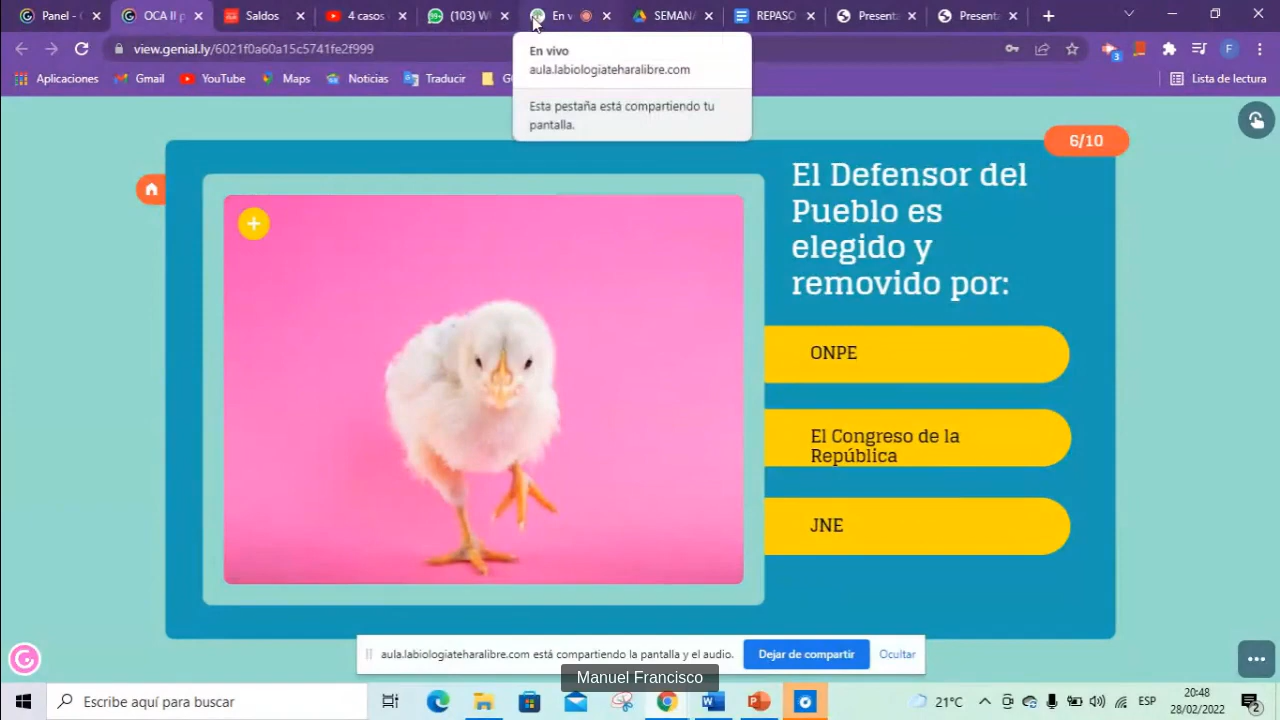 Panel - G
OCA II p
Saldos
4 casos
(103) W
En v
SEMANA
REPASO
Presenta
Present
view.genial.ly/6021f0a60a15c5741fe2f999
3
E
En vivo
aula.labiologiateharalibre.com
Esta pestaña está compartiendo tu
pantalla.
Aplicaciones
Gmail
YouTube
Maps
Noticias
Traducir
Lista de lectura
6/10
El Defensor del
Pueblo es
elegido y
removido por:
ONPE
El Congreso de la
República
JNE
aula.labiologiateharalibre.com está compartiendo la pantalla y el audio.
Dejar de compartir
Ocultar
Manuel Francisco
Escribe aquí para buscar
21°C
ESP
20:48
28/02/2022
2